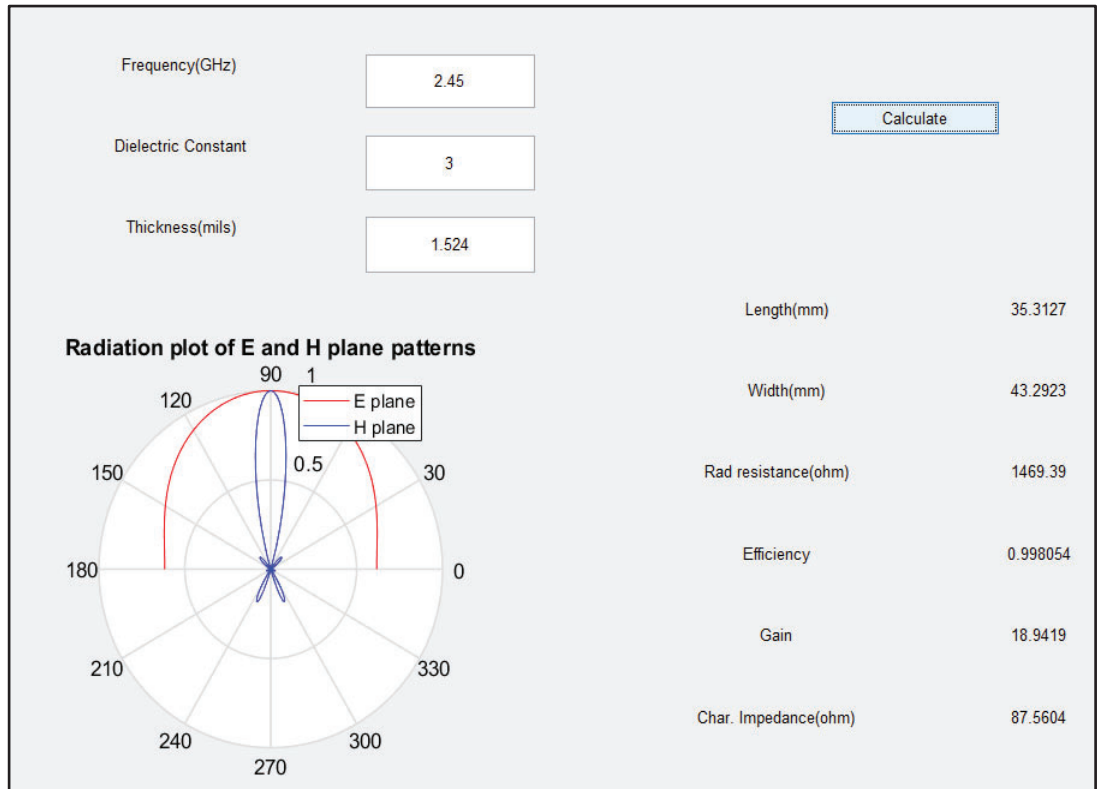 Frequency(GHz)
2.45
Calculate
Dielectric Constant
3
Thickness(mils)
1.524
Length(mm)
35.3127
Width(mm)
43.2923
Rad resistance(ohm)
1469.39
Efficiency
0.998054
Gain
18.9419
Char. Impedance(ohm)
87.5604
Radiation plot of E and H plane patterns
90
1
120
E plane
H plane
150
0.5
30
180
0
210
330
240
300
270